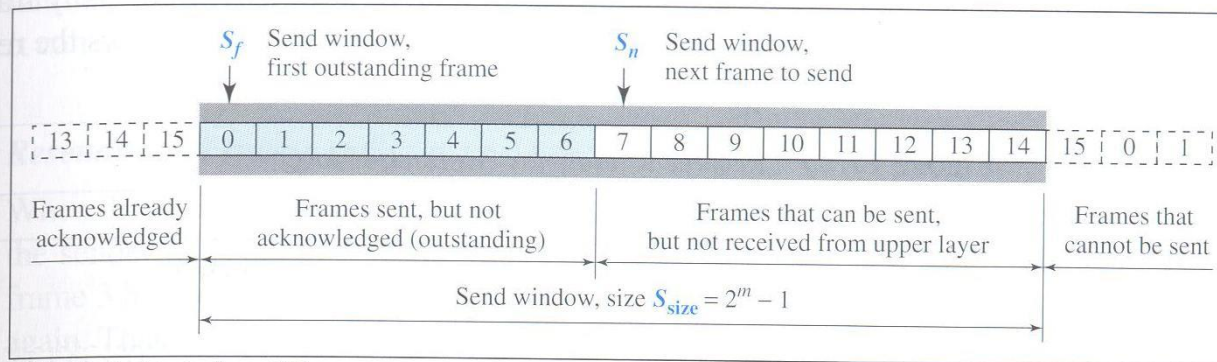 S_f Send window,
first outstanding frame
S_n Send window,
next frame to send
13 14 15 0 1 2 3 4 5 6 7 8 9 10 11 12 13 14 15 0 1
Frames already
acknowledged
Frames sent, but not
acknowledged (outstanding)
Frames that can be sent,
but not received from upper layer
Frames that
cannot be sent
Send window, size S_size = 2^m − 1